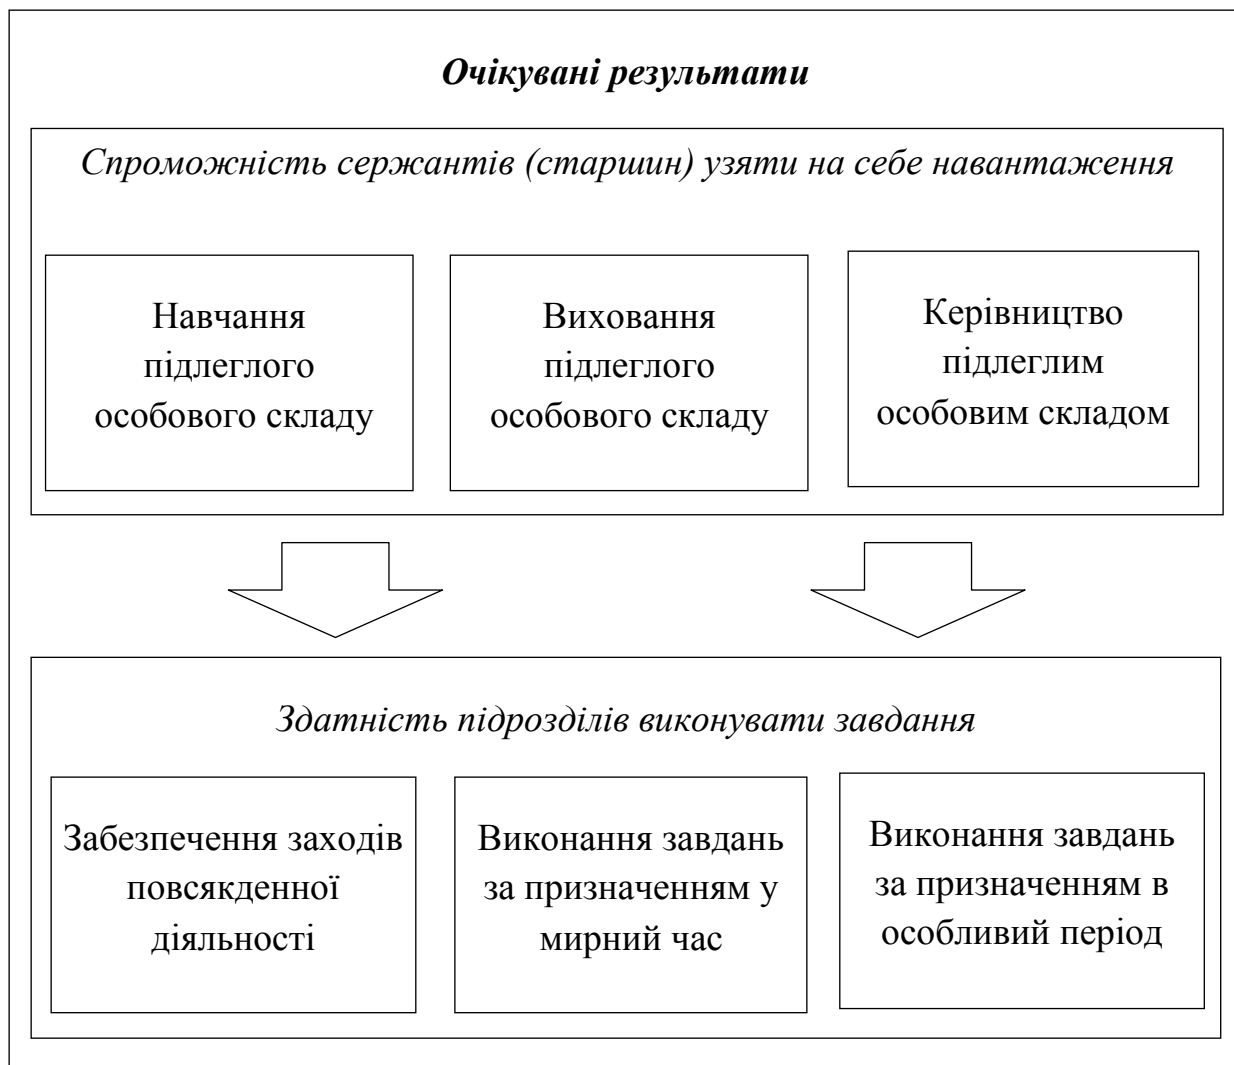 Очікувані результати
Спроможність сержантів (старшин) узяти на себе навантаження
Навчання
підлеглого
особового складу
Виховання
підлеглого
особового складу
Керівництво
підлеглим
особовим складом
Здатність підрозділів виконувати завдання
Забезпечення заходів
повсякденної
діяльності
Виконання завдань
за призначенням у
мирний час
Виконання завдань
за призначенням в
особливий період